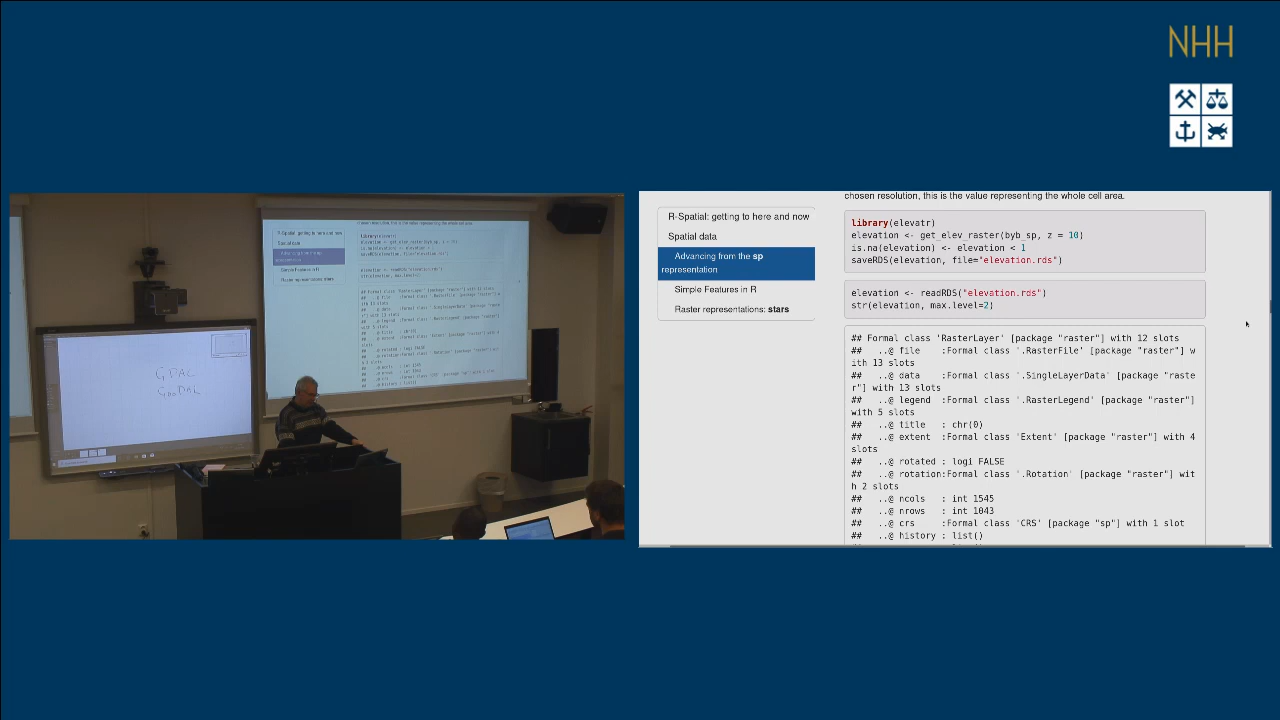 NHH
GDAL
GooDAL
R-Spatial: getting to here and now
Spatial data
Advancing from the sp
representation
Simple Features in R
Raster representations: stars
chosen resolution, this is the value representing the whole cell area.
library(elevatr)
elevation <- get_elev_raster(byb_sp, z = 10)
is.na(elevation) <- elevation < 1
saveRDS(elevation, file="elevation.rds")
elevation <- readRDS("elevation.rds")
str(elevation, max.level=2)
## Formal class 'RasterLayer' [package "raster"] with 12 slots
##   ..@ file    :Formal class '.RasterFile' [package "raster"] w
ith 13 slots
##   ..@ data    :Formal class '.SingleLayerData' [package "raste
r"] with 13 slots
##   ..@ legend  :Formal class '.RasterLegend' [package "raster"]
with 5 slots
##   ..@ title   : chr(0)
##   ..@ extent  :Formal class 'Extent' [package "raster"] with 4
slots
##   ..@ rotated : logi FALSE
##   ..@ rotation:Formal class '.Rotation' [package "raster"] wit
h 2 slots
##   ..@ ncols   : int 1545
##   ..@ nrows   : int 1043
##   ..@ crs     :Formal class 'CRS' [package "sp"] with 1 slot
##   ..@ history : list()